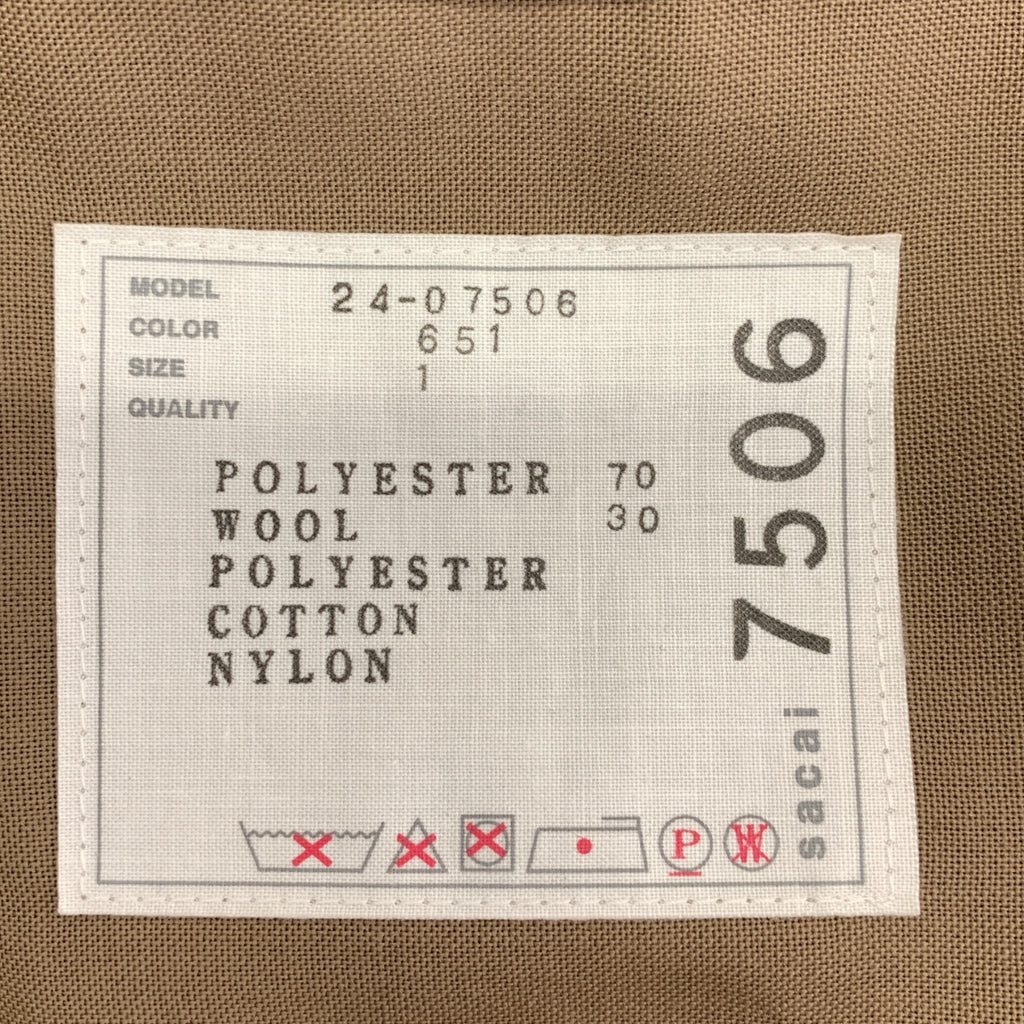 MODEL 24-07506
COLOR 651
SIZE 1
QUALITY
POLYESTER 70
WOOL 30
POLYESTER
COTTON
NYLON
P W
sacai 7506